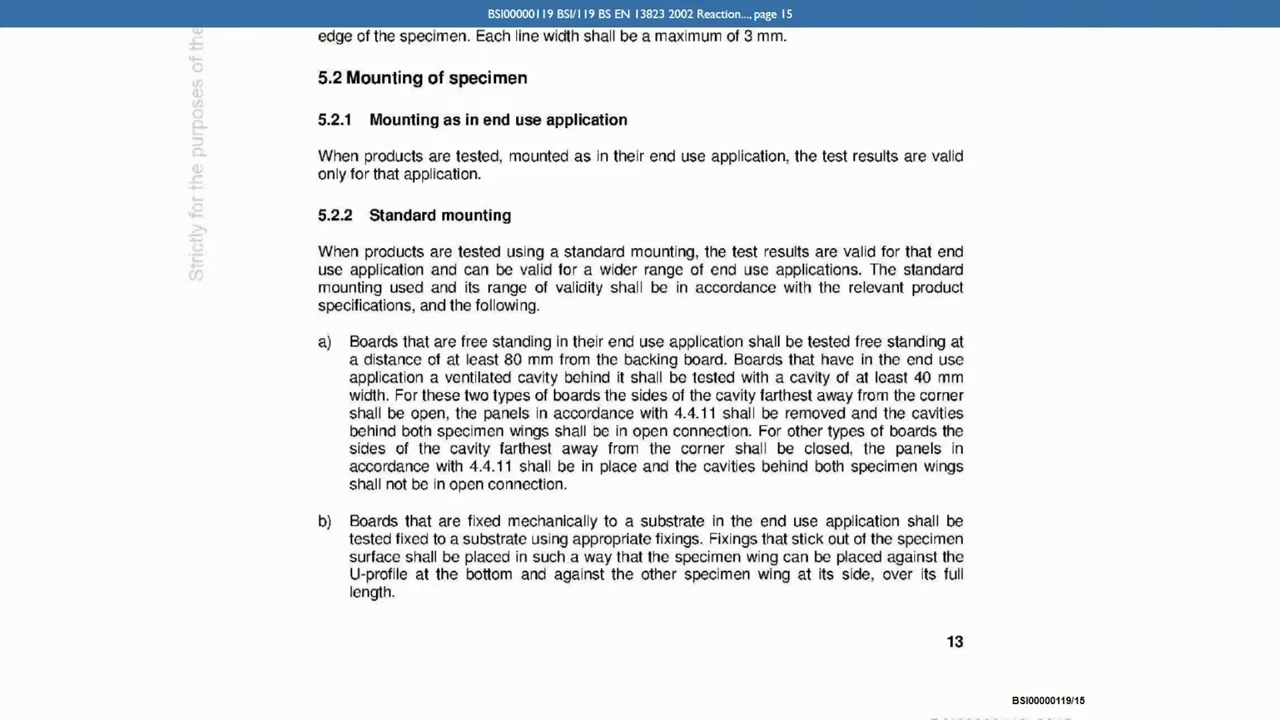 BSI00000119 BSI/119 BS EN 13823 2002 Reaction..., page 15
edge of the specimen. Each line width shall be a maximum of 3 mm.
5.2 Mounting of specimen
5.2.1 Mounting as in end use application
When products are tested, mounted as in their end use application, the test results are valid
only for that application.
5.2.2 Standard mounting
When products are tested using a standard mounting, the test results are valid for that end
use application and can be valid for a wider range of end use applications. The standard
mounting used and its range of validity shall be in accordance with the relevant product
specifications, and the following.
a) Boards that are free standing in their end use application shall be tested free standing at
a distance of at least 80 mm from the backing board. Boards that have in the end use
application a ventilated cavity behind it shall be tested with a cavity of at least 40 mm
width. For these two types of boards the sides of the cavity farthest away from the corner
shall be open, the panels in accordance with 4.4.11 shall be removed and the cavities
behind both specimen wings shall be in open connection. For other types of boards the
sides of the cavity farthest away from the corner shall be closed, the panels in
accordance with 4.4.11 shall be in place and the cavities behind both specimen wings
shall not be in open connection.
b) Boards that are fixed mechanically to a substrate in the end use application shall be
tested fixed to a substrate using appropriate fixings. Fixings that stick out of the specimen
surface shall be placed in such a way that the specimen wing can be placed against the
U-profile at the bottom and against the other specimen wing at its side, over its full
length.
13
BSI00000119/15
Strictly for the purposes of the